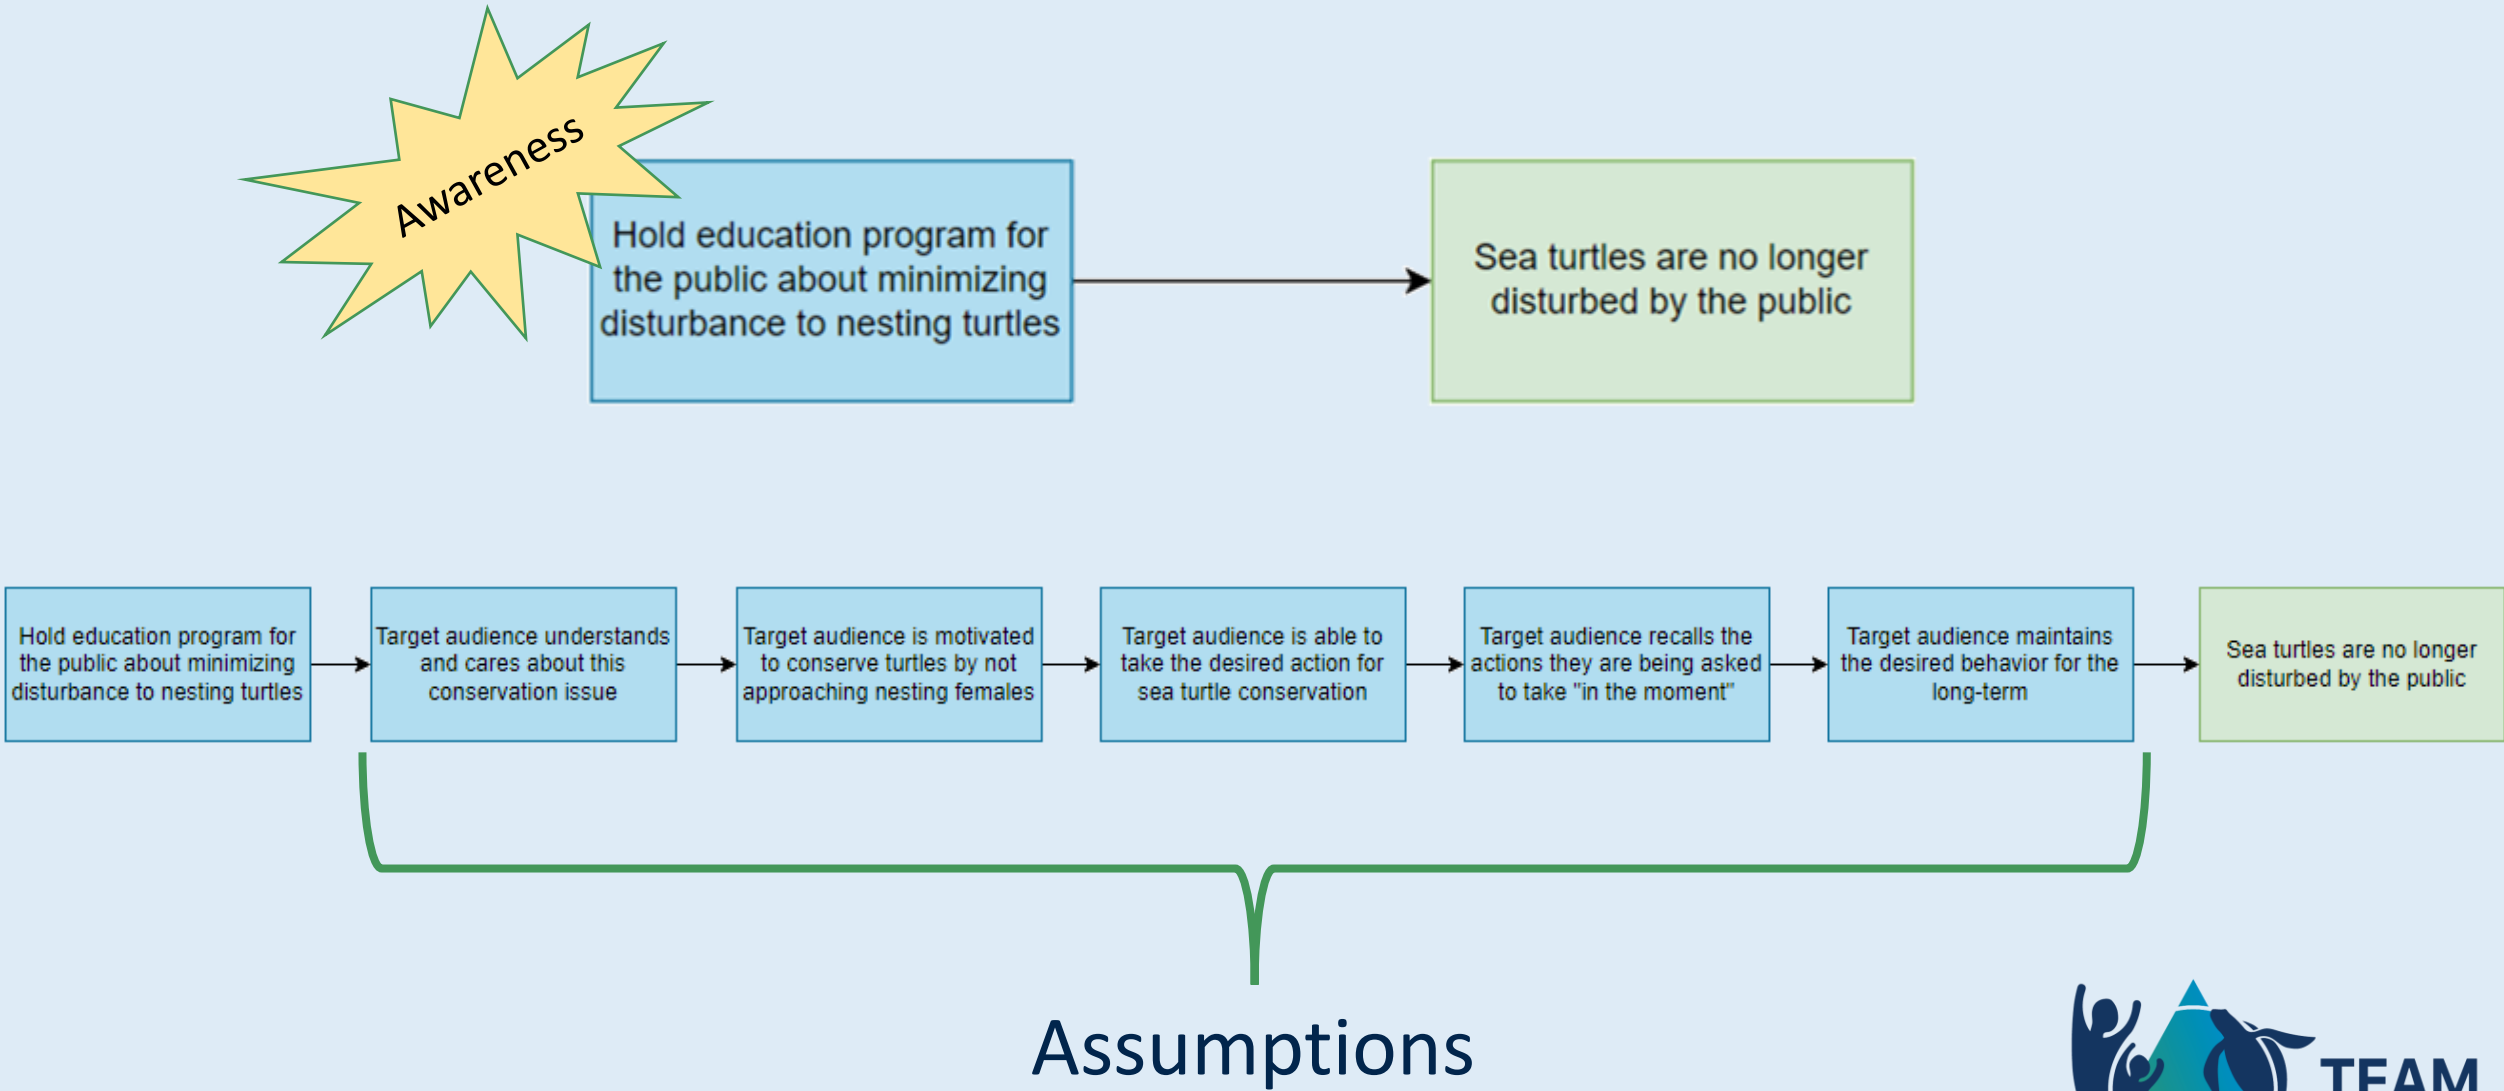 Awareness
Hold education program for
the public about minimizing
disturbance to nesting turtles
Sea turtles are no longer
disturbed by the public
Hold education program for
the public about minimizing
disturbance to nesting turtles
Target audience understands
and cares about this
conservation issue
Target audience is motivated
to conserve turtles by not
approaching nesting females
Target audience is able to
take the desired action for
sea turtle conservation
Target audience recalls the
actions they are being asked
to take "in the moment"
Target audience maintains
the desired behavior for the
long-term
Sea turtles are no longer
disturbed by the public
Assumptions
TEAM